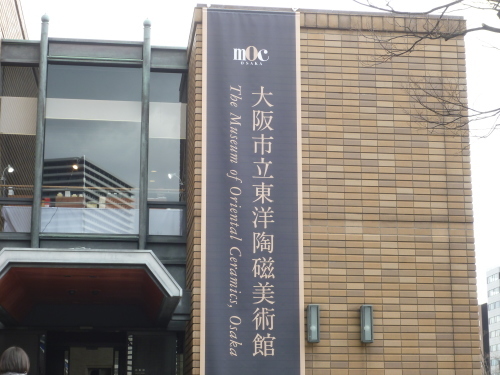 moc
OSAKA
大阪市立東洋陶磁美術館
The Museum of Oriental Ceramics, Osaka